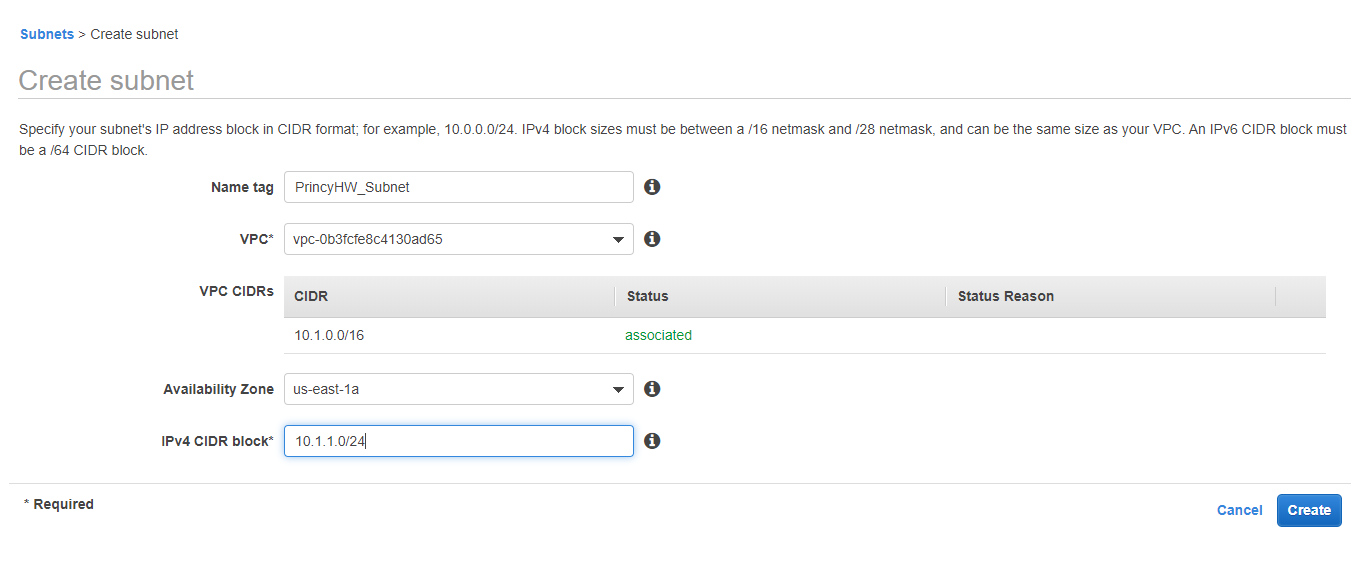 Subnets > Create subnet
Create subnet
Specify your subnet's IP address block in CIDR format; for example, 10.0.0.0/24. IPv4 block sizes must be between a /16 netmask and /28 netmask, and can be the same size as your VPC. An IPv6 CIDR block must
be a /64 CIDR block.
Name tag PrincyHW_Subnet
VPC* vpc-0b3fcfe8c4130ad65
VPC CIDRs CIDR Status Status Reason
10.1.0.0/16 associated
Availability Zone us-east-1a
IPv4 CIDR block* 10.1.1.0/24
* Required
Cancel Create